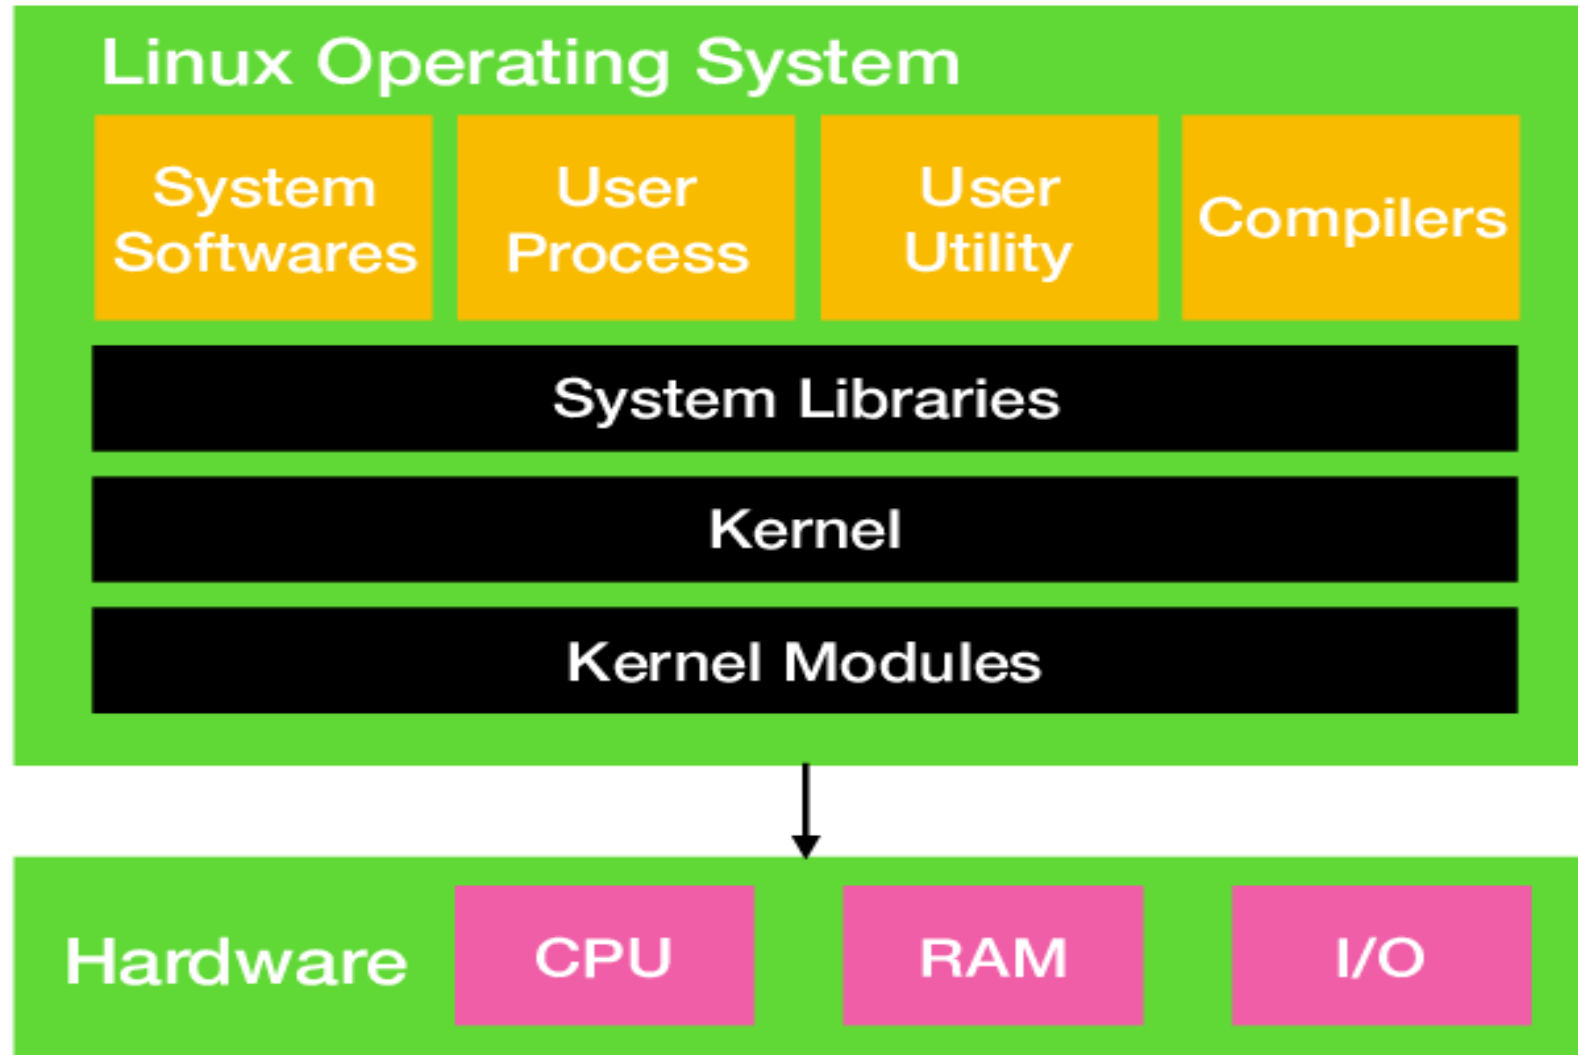 Linux Operating System
System
Softwares
User
Process
User
Utility
Compilers
System Libraries
Kernel
Kernel Modules
Hardware
CPU
RAM
I/O